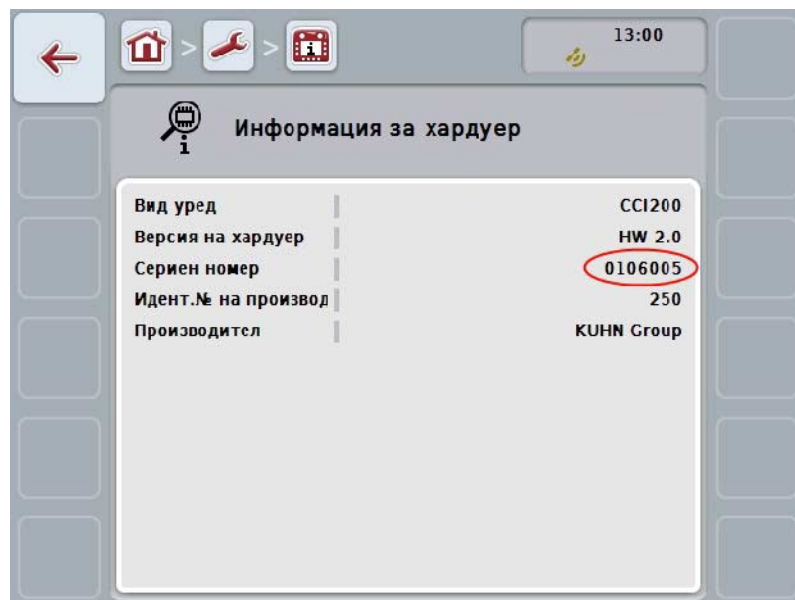 13:00
Информация за хардуер
Вид уред CCI200
Версия на хардуер HW 2.0
Сериен номер 0106005
Идент.№ на производ 250
Производител KUHN Group